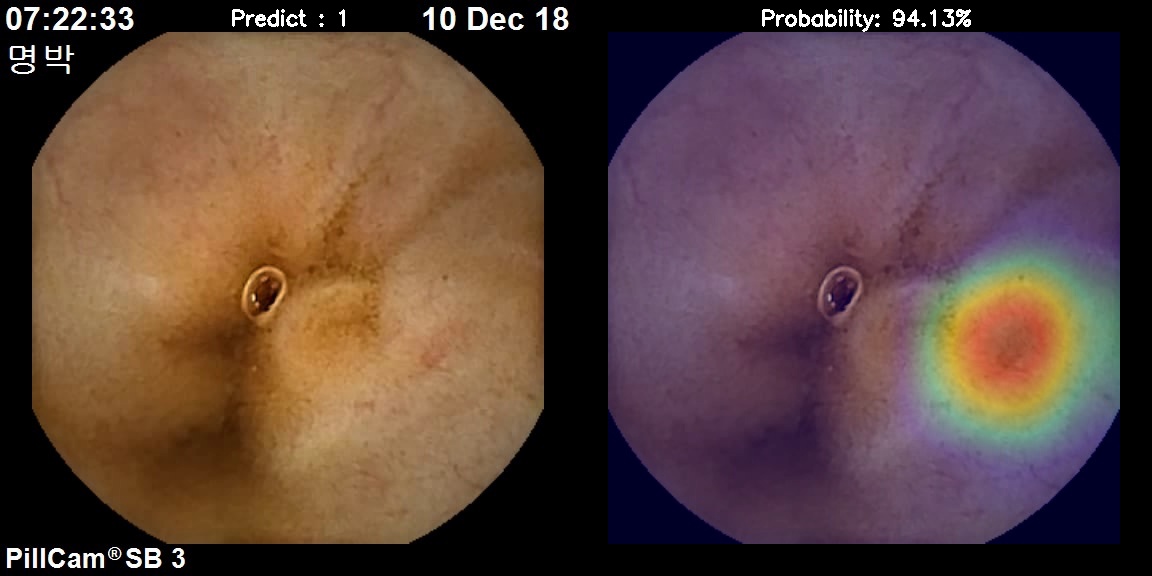 07:22:33 Predict : 1 10 Dec 18 Probability: 94.13%
명박
PillCam® SB 3